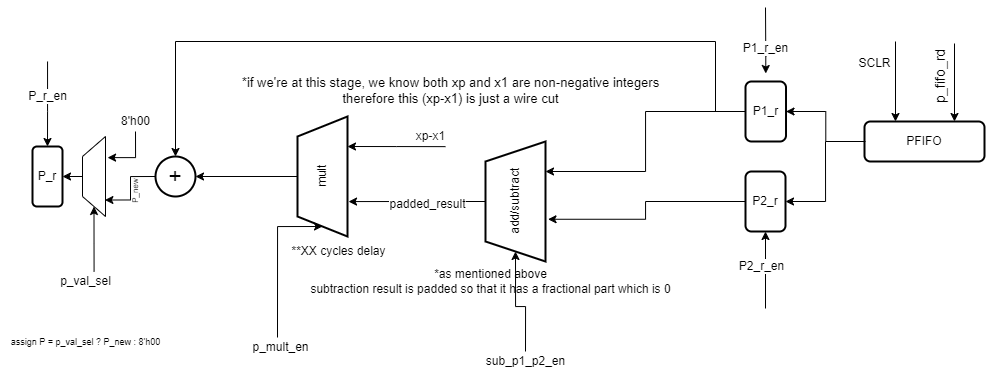 P1_r_en
SCLR
p_fifo_rd
*if we're at this stage, we know both xp and x1 are non-negative integers
therefore this (xp-x1) is just a wire cut
P_r_en
8'h00
P1_r
PFIFO
xp-x1
mult
add/subtract
P_r
+
P_new
padded_result
P2_r
**XX cycles delay
P2_r_en
*as mentioned above
subtraction result is padded so that it has a fractional part which is 0
p_val_sel
assign P = p_val_sel ? P_new : 8'h00
p_mult_en
sub_p1_p2_en